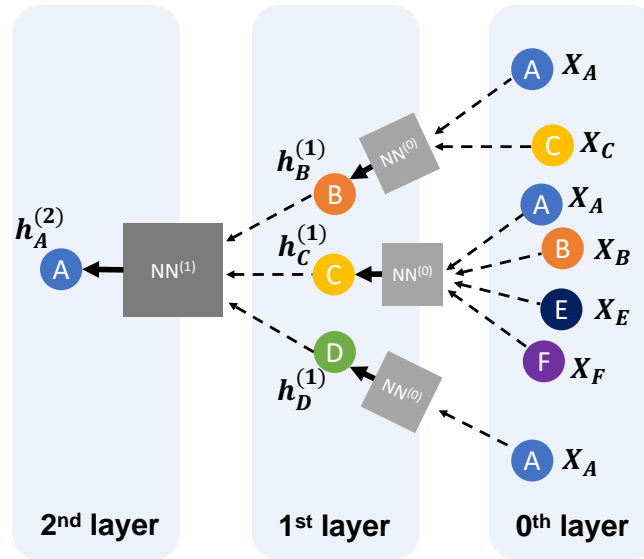 A X_A
NN^(0)
h_B^(1)
C X_C
B
A X_A
h_A^(2)
h_C^(1)
B X_B
A
NN^(1)
C
NN^(0)
E X_E
D
F X_F
h_D^(1)
NN^(0)
A X_A
2nd layer
1st layer
0th layer